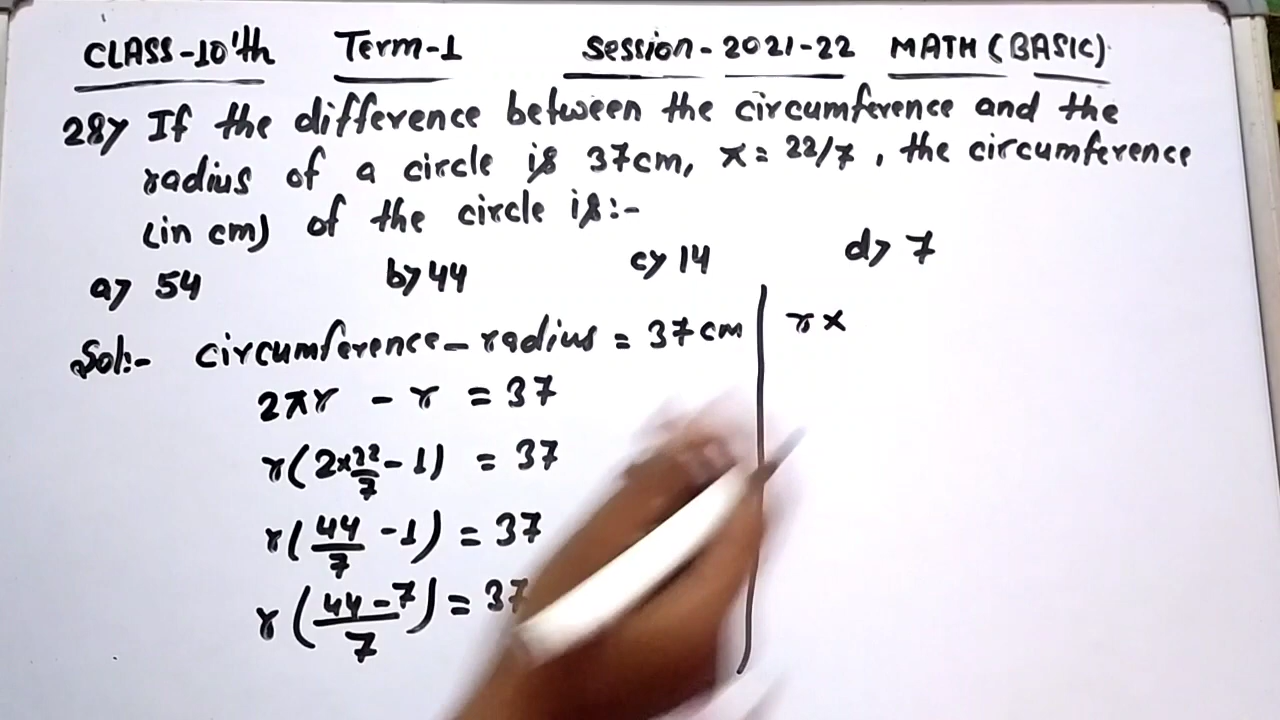 CLASS-10'th Term-1 Session-2021-22 MATH (BASIC)
28> If the difference between the circumference and the
radius of a circle is 37cm, π = 22/7, the circumference
(in cm) of the circle is:-
a> 54 b> 44 c> 14 d> 7
Sol:- circumference - radius = 37cm
2πr - r = 37
r(2×22/7 - 1) = 37
r(44/7 - 1) = 37
r(44-7/7) = 37
r×